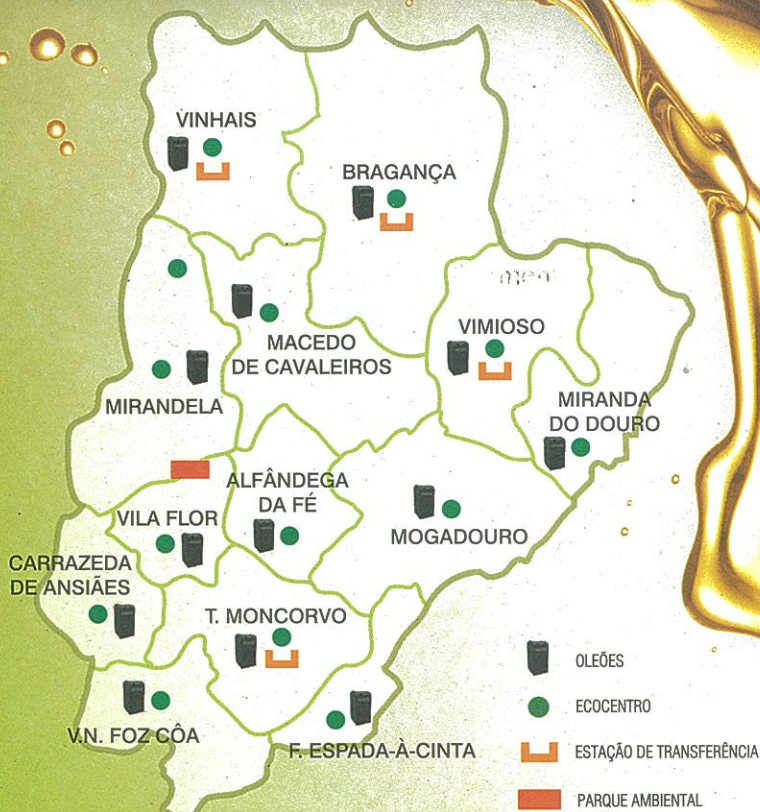 VINHAIS
BRAGANÇA
MACEDO
DE CAVALEIROS
VIMIOSO
MIRANDELA
MIRANDA
DO DOURO
ALFÂNDEGA
DA FÉ
VILA FLOR
MOGADOURO
CARRAZEDA
DE ANSIÃES
T. MONCORVO
V.N. FOZ CÔA
F. ESPADA-À-CINTA
OLEÕES
ECOCENTRO
ESTAÇÃO DE TRANSFERÊNCIA
PARQUE AMBIENTAL